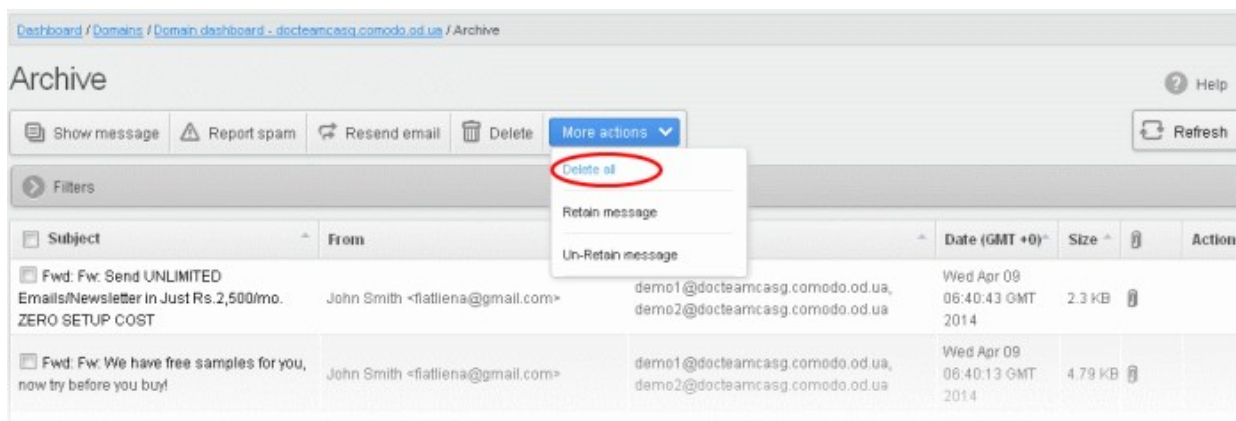 Dashboard / Domains / Domain dashboard - docteamcasg.comodo.od.ua / Archive
Archive
Help
Show message Report spam Resend email Delete More actions Refresh
Delete all
Filters
Retain message
Subject From Date (GMT +0) Size Action
Un-Retain message
Fwd: Fw: Send UNLIMITED
Emails/Newsletter in Just Rs.2,500/mo.
ZERO SETUP COST
John Smith <fiatliena@gmail.com>
demo1@docteamcasg.comodo.od.ua,
demo2@docteamcasg.comodo.od.ua
Wed Apr 09
06:40:43 GMT
2014
2.3 KB
Fwd: Fw: We have free samples for you,
now try before you buy!
John Smith <fiatliena@gmail.com>
demo1@docteamcasg.comodo.od.ua,
demo2@docteamcasg.comodo.od.ua
Wed Apr 09
06:40:13 GMT
2014
4.79 KB